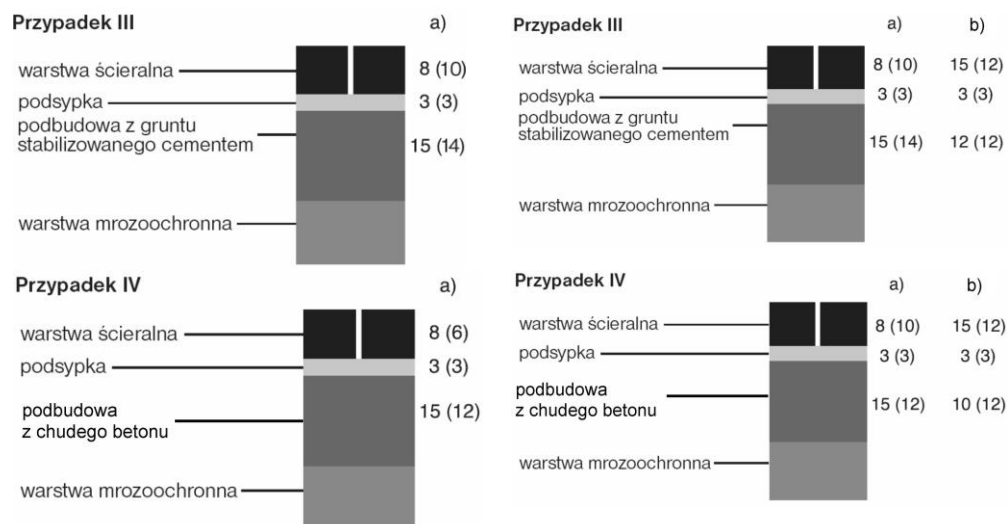 Przypadek III
a)
warstwa ścieralna
8 (10)
podsypka
3 (3)
podbudowa z gruntu
stabilizowanego cementem
15 (14)
warstwa mrozoochronna
Przypadek III
a) b)
warstwa ścieralna
8 (10) 15 (12)
podsypka
3 (3) 3 (3)
podbudowa z gruntu
stabilizowanego cementem
15 (14) 12 (12)
warstwa mrozoochronna
Przypadek IV
a)
warstwa ścieralna
8 (6)
podsypka
3 (3)
podbudowa
z chudego betonu
15 (12)
warstwa mrozoochronna
Przypadek IV
a) b)
warstwa ścieralna
8 (10) 15 (12)
podsypka
3 (3) 3 (3)
podbudowa
z chudego betonu
15 (12) 10 (12)
warstwa mrozoochronna